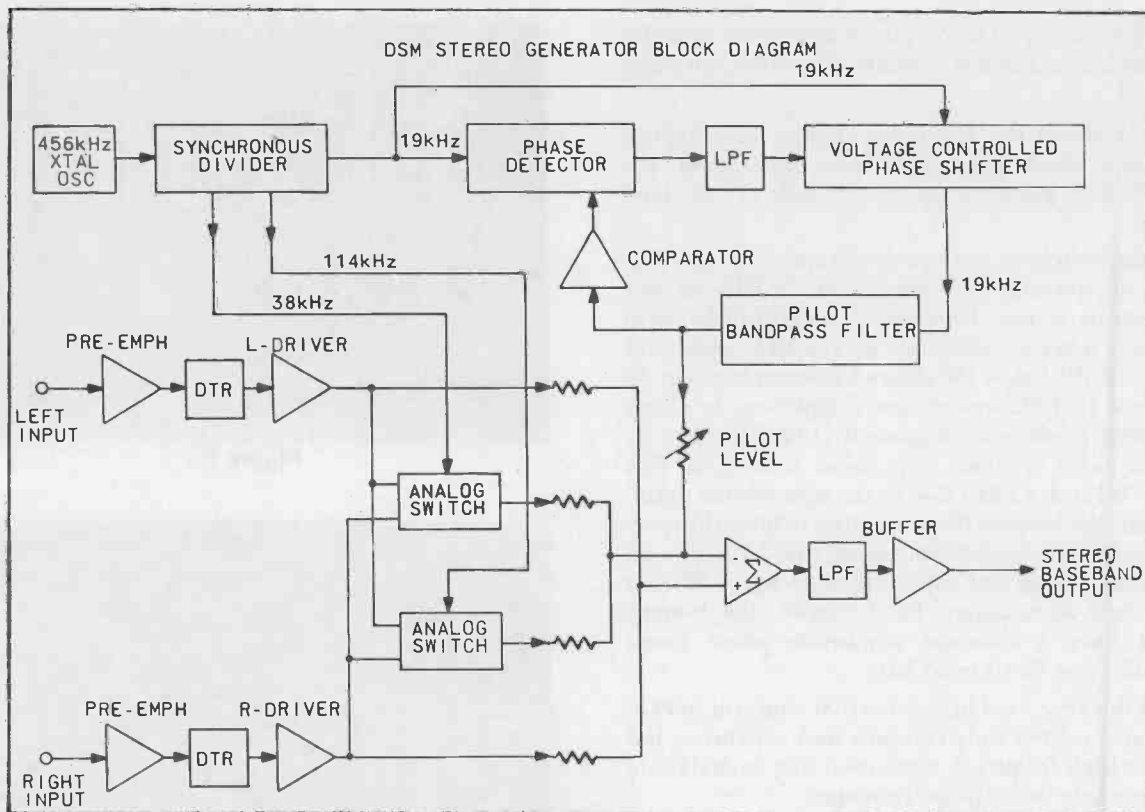 DSM STEREO GENERATOR BLOCK DIAGRAM
19kHz
456kHz
XTAL
OSC
SYNCHRONOUS
DIVIDER
19kHz
PHASE
DETECTOR
LPF
VOLTAGE CONTROLLED
PHASE SHIFTER
114kHz
38kHz
COMPARATOR
19kHz
PILOT
BANDPASS FILTER
PRE-EMPH
L-DRIVER
DTR
LEFT
INPUT
PILOT
LEVEL
ANALOG
SWITCH
BUFFER
-
+
Σ
LPF
STEREO
BASEBAND
OUTPUT
ANALOG
SWITCH
PRE-EMPH
R-DRIVER
DTR
RIGHT
INPUT